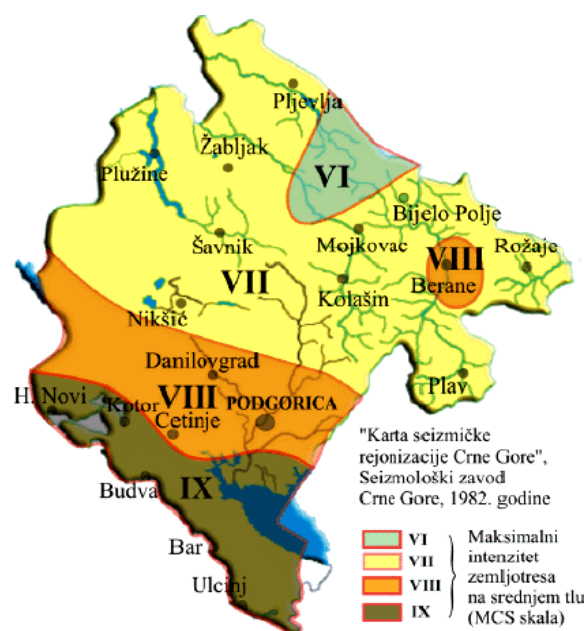 Pljevlja
Žabljak
Plužine
VI
Bijelo Polje
Šavnik
Mojkovac
VIII
Rožaje
VII
Berane
Kolašin
Nikšić
Danilovgrad
Plav
H. Novi
VIII
Kotor
PODGORICA
Cetinje
IX
Budva
Bar
Ulcinj
"Karta seizmičke
rejonizacije Crne Gore",
Seizmološki zavod
Crne Gore, 1982. godine
VI
VII
VIII
IX
Maksimalni
intenzitet
zemljotresa
na srednjem tlu
(MCS skala)